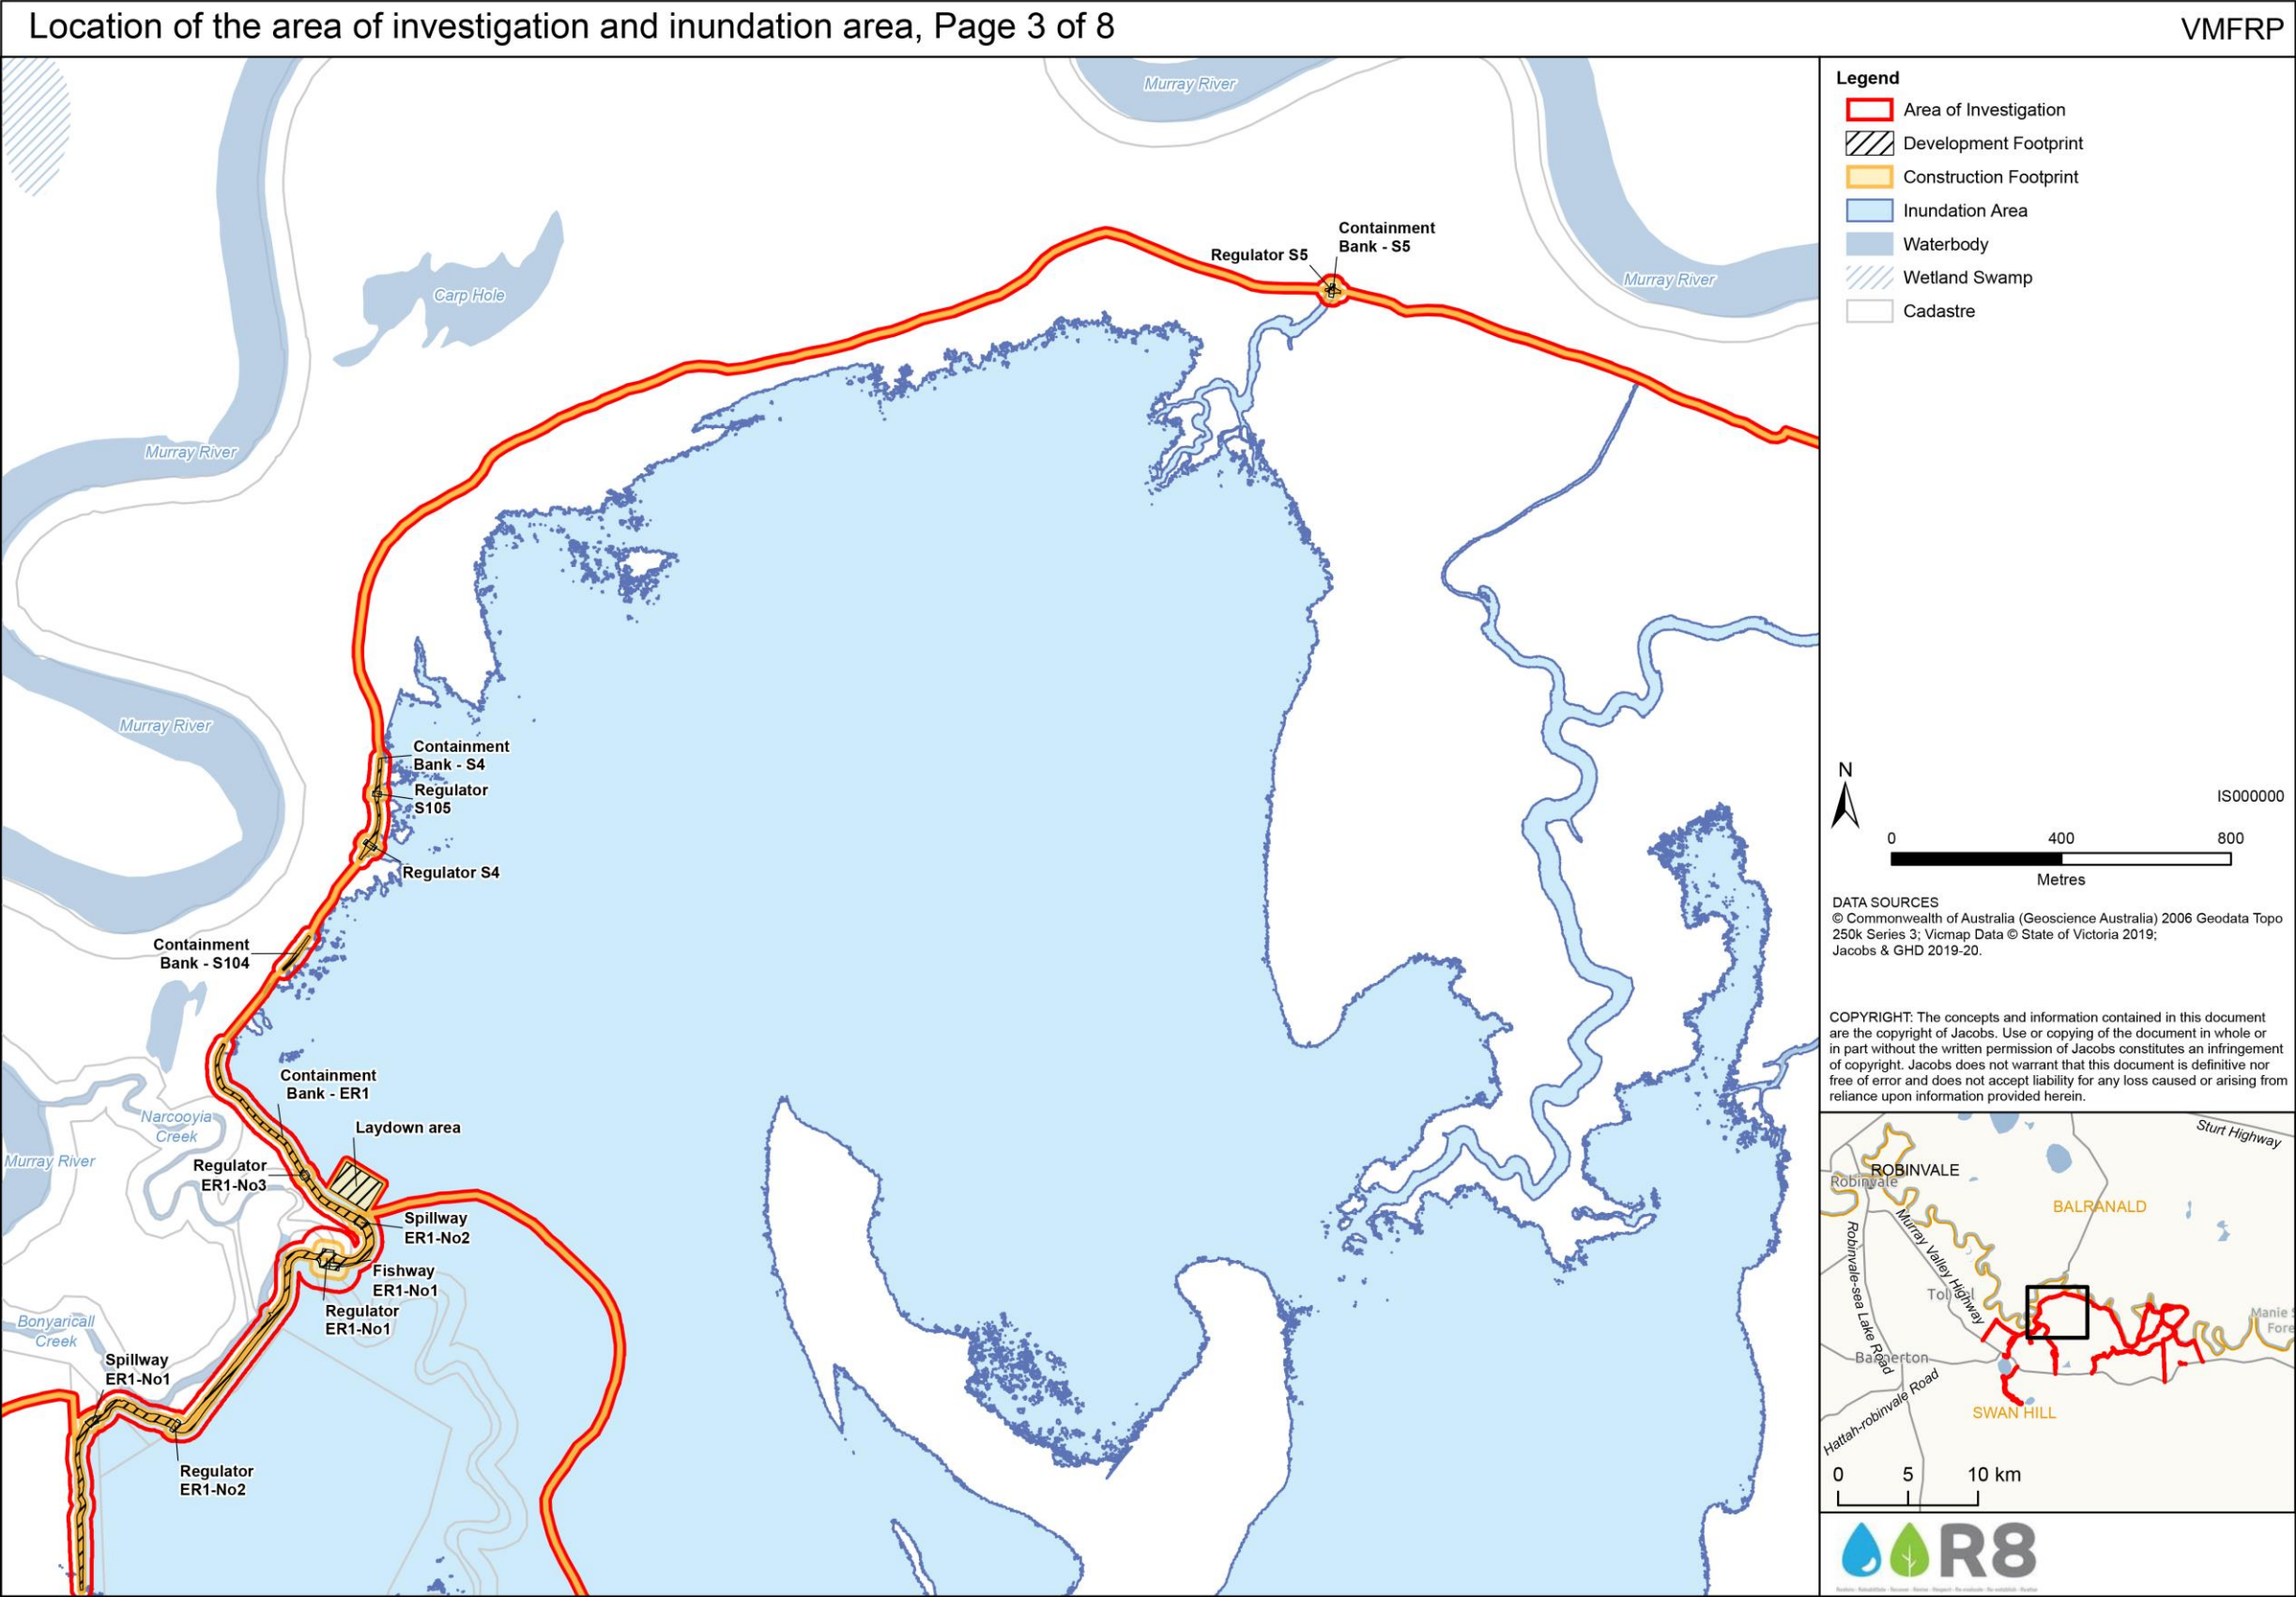 Location of the area of investigation and inundation area, Page 3 of 8
VMFRP
Murray River
Carp Hole
Murray River
Murray River
Murray River
Murray River
Regulator S5
Containment
Bank - S5
Containment
Bank - S4
Regulator
S105
Regulator S4
Containment
Bank - S104
Containment
Bank - ER1
Laydown area
Narcooyia
Creek
Regulator
ER1-No3
Spillway
ER1-No2
Fishway
ER1-No1
Regulator
ER1-No1
Bonyaricall
Creek
Spillway
ER1-No1
Regulator
ER1-No2
Legend
Area of Investigation
Development Footprint
Construction Footprint
Inundation Area
Waterbody
Wetland Swamp
Cadastre
N
IS000000
0 400 800
Metres
DATA SOURCES
© Commonwealth of Australia (Geoscience Australia) 2006 Geodata Topo
250k Series 3; Vicmap Data © State of Victoria 2019;
Jacobs & GHD 2019-20.
COPYRIGHT: The concepts and information contained in this document
are the copyright of Jacobs. Use or copying of the document in whole or
in part without the written permission of Jacobs constitutes an infringement
of copyright. Jacobs does not warrant that this document is definitive nor
free of error and does not accept liability for any loss caused or arising from
reliance upon information provided herein.
Sturt Highway
ROBINVALE
Robinvale
BALRANALD
Murray Valley Highway
Robinvale-sea Lake Road
Manie
Fore
Hattah-robinvale Road
SWAN HILL
0 5 10 km
R8